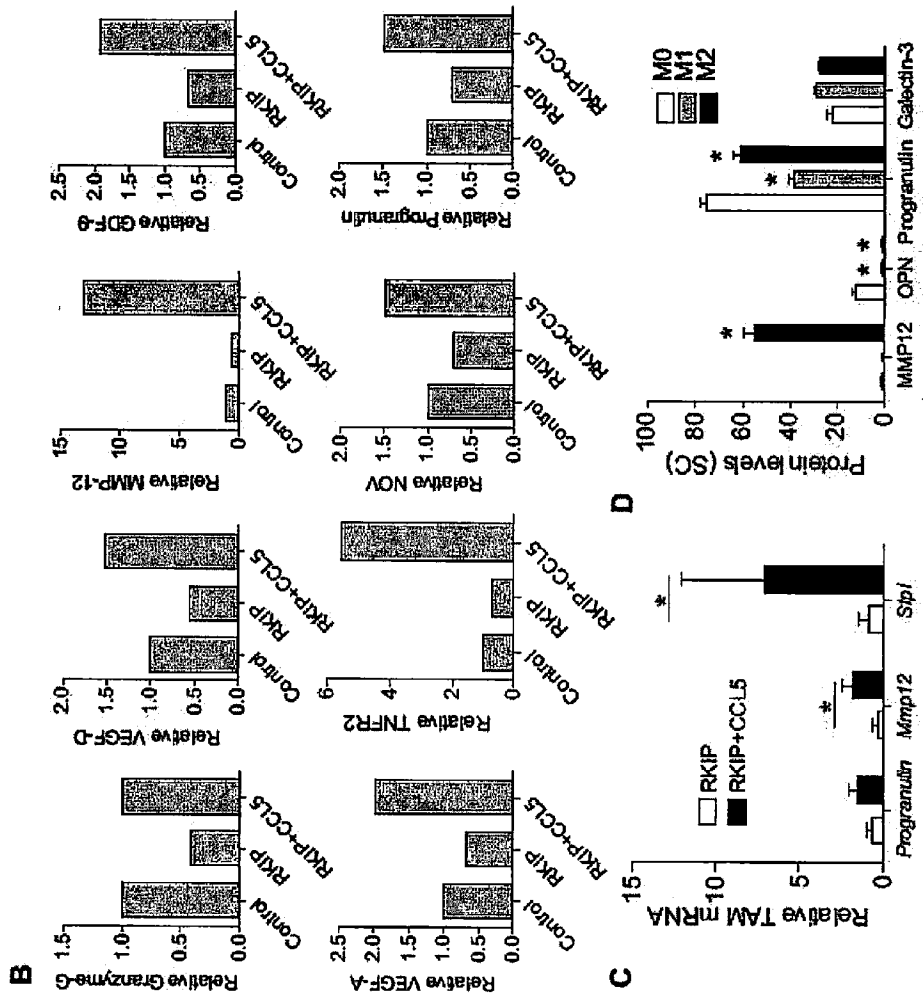 B
Relative Granzyme-G
1.5
1.0
0.5
0.0
Control
RKIP
RKIP+CCL5
Relative VEGF-D
2.0
1.5
1.0
0.5
0.0
Control
RKIP
RKIP+CCL5
Relative MMP-12
15
10
5
0
Control
RKIP
RKIP+CCL5
Relative GDF-9
2.5
2.0
1.5
1.0
0.5
0.0
Control
RKIP
RKIP+CCL5
Relative VEGF-A
2.5
2.0
1.5
1.0
0.5
0.0
Control
RKIP
RKIP+CCL5
Relative TNFR2
6
4
2
0
Control
RKIP
RKIP+CCL5
Relative NOV
2.0
1.5
1.0
0.5
0.0
Control
RKIP
RKIP+CCL5
Relative Progranulin
2.0
1.5
1.0
0.5
0.0
Control
RKIP
RKIP+CCL5
C
Relative TAM mRNA
15
10
5
0
RKIP
RKIP+CCL5
*
*
Progranulin
Mmp12
Slpi
D
Protein levels (SC)
100
80
60
40
20
0
M0
M1
M2
*
*
*
*
*
MMP12
OPN
Progranulin
Galectin-3